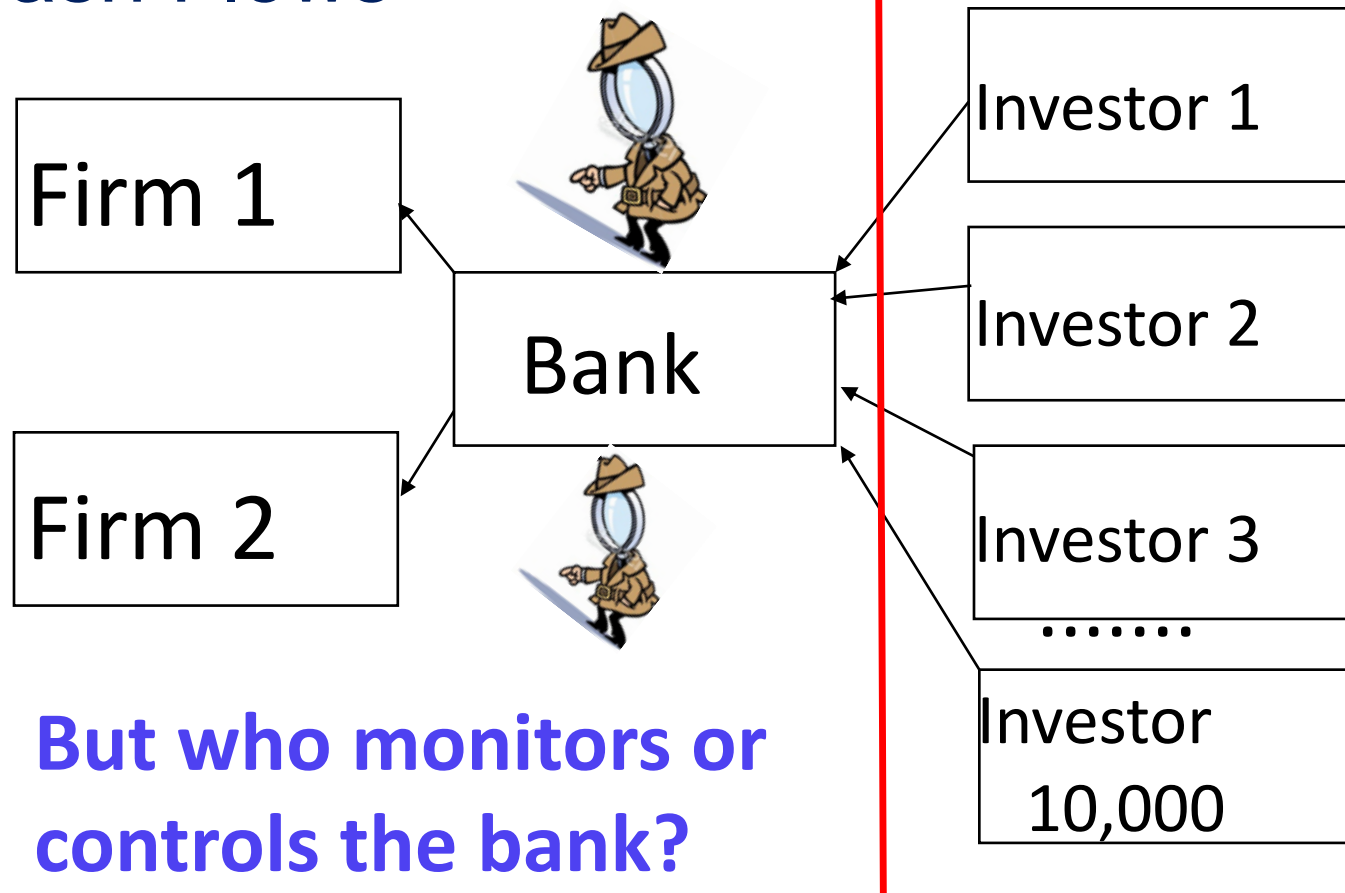 Firm 1
Firm 2
Bank
Investor 1
Investor 2
Investor 3
.......
Investor
10,000
But who monitors or
controls the bank?